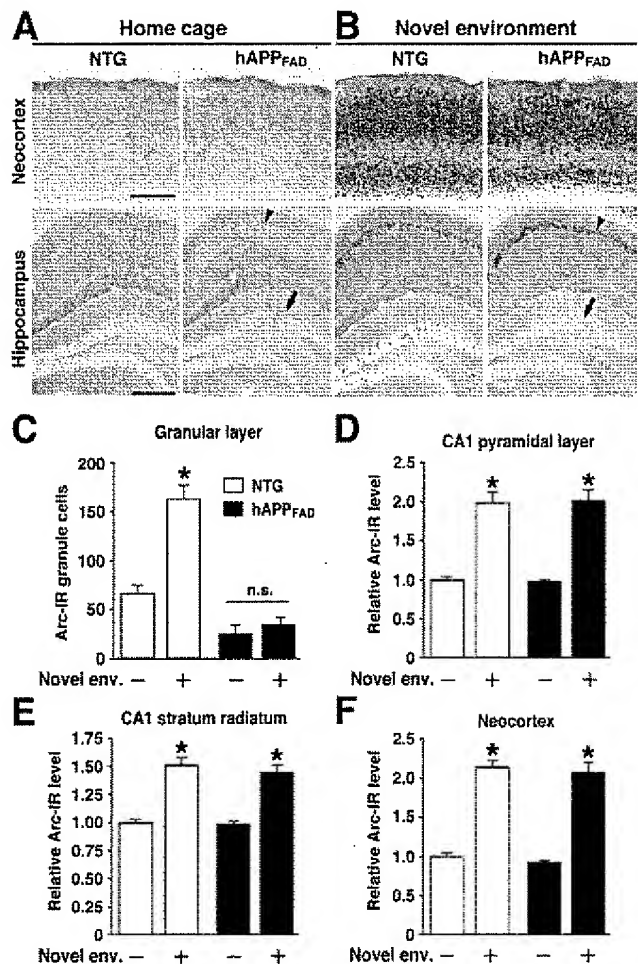 A Home cage B Novel environment
NTG hAPPFAD NTG hAPPFAD
Neocortex
Hippocampus
C Granular layer
Arc-IR granule cells
200
150
100
50
0
*
NTG
hAPPFAD
n.s.
Novel env. − + − +
D CA1 pyramidal layer
Relative Arc-IR level
2.5
2.0
1.5
1.0
0.5
0
* *
Novel env. − + − +
E CA1 stratum radiatum
Relative Arc-IR level
1.75
1.50
1.25
1.00
0.75
0.50
0.25
0
* *
Novel env. − + − +
F Neocortex
Relative Arc-IR level
2.5
2.0
1.5
1.0
0.5
0
* *
Novel env. − + − +